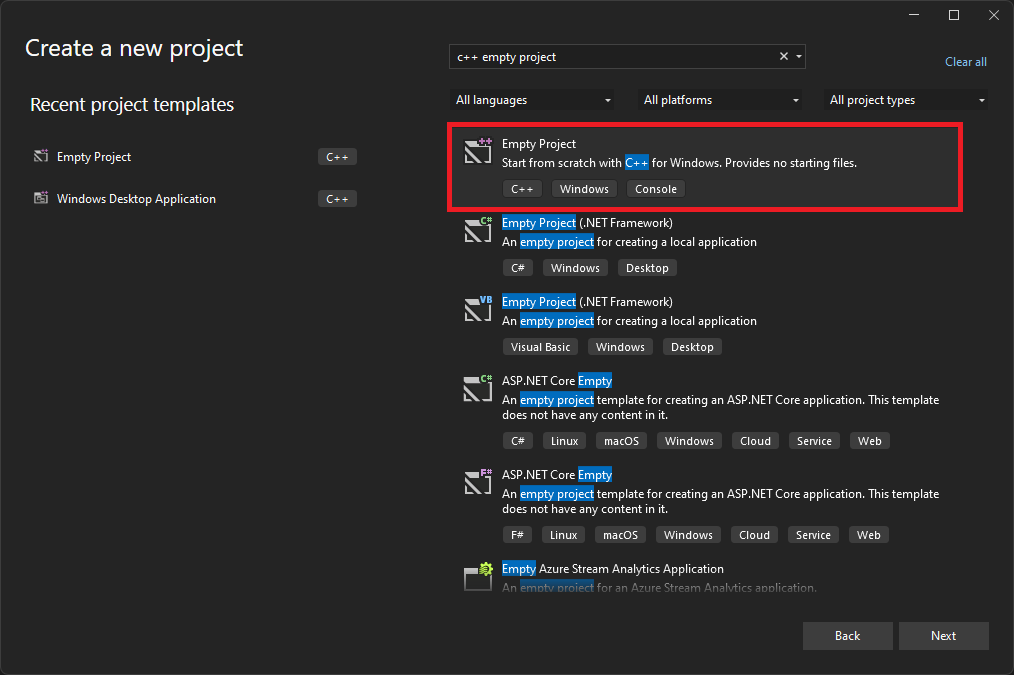 Create a new project
Recent project templates
Empty Project C++
Windows Desktop Application C++
c++ empty project
Clear all
All languages All platforms All project types
++
Empty Project
Start from scratch with C++ for Windows. Provides no starting files.
C++ Windows Console
C#
Empty Project (.NET Framework)
An empty project for creating a local application
C# Windows Desktop
VB
Empty Project (.NET Framework)
An empty project for creating a local application
Visual Basic Windows Desktop
C#
ASP.NET Core Empty
An empty project template for creating an ASP.NET Core application. This template
does not have any content in it.
C# Linux macOS Windows Cloud Service Web
F#
ASP.NET Core Empty
An empty project template for creating an ASP.NET Core application. This template
does not have any content in it.
F# Linux macOS Windows Cloud Service Web
Empty Azure Stream Analytics Application
An empty project for an Azure Stream Analytics application.
Back Next